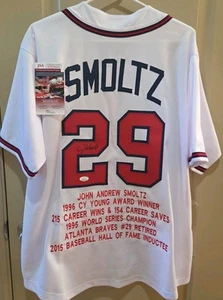 SMOLTZ
29
JOHN ANDREW SMOLTZ
1996 CY YOUNG AWARD WINNER
215 CAREER WINS & 154 CAREER SAVES
1995 WORLD SERIES CHAMPION
ATLANTA BRAVES #29 RETIRED
2015 BASEBALL HALL OF FAME INDUCTEE